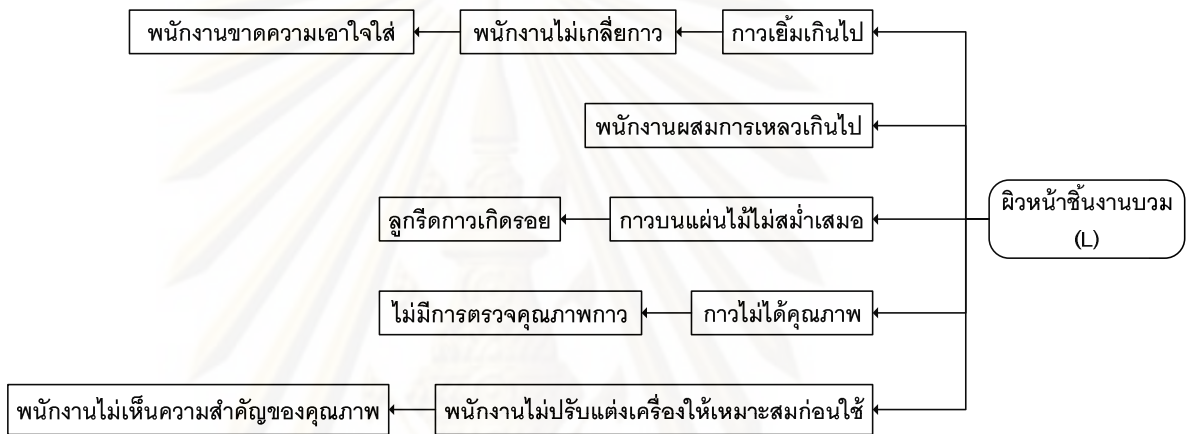 พนักงานขาดความเอาใจใส่
พนักงานไม่เกลี่ยกาว
กาวเยิ้มเกินไป
พนักงานผสมการเหลวเกินไป
ผิวหน้าชิ้นงานบวม
(L)
ลูกรีดกาวเกิดรอย
กาวบนแผ่นไม้ไม่สม่ำเสมอ
ไม่มีการตรวจคุณภาพกาว
กาวไม่ได้คุณภาพ
พนักงานไม่เห็นความสำคัญของคุณภาพ
พนักงานไม่ปรับแต่งเครื่องให้เหมาะสมก่อนใช้